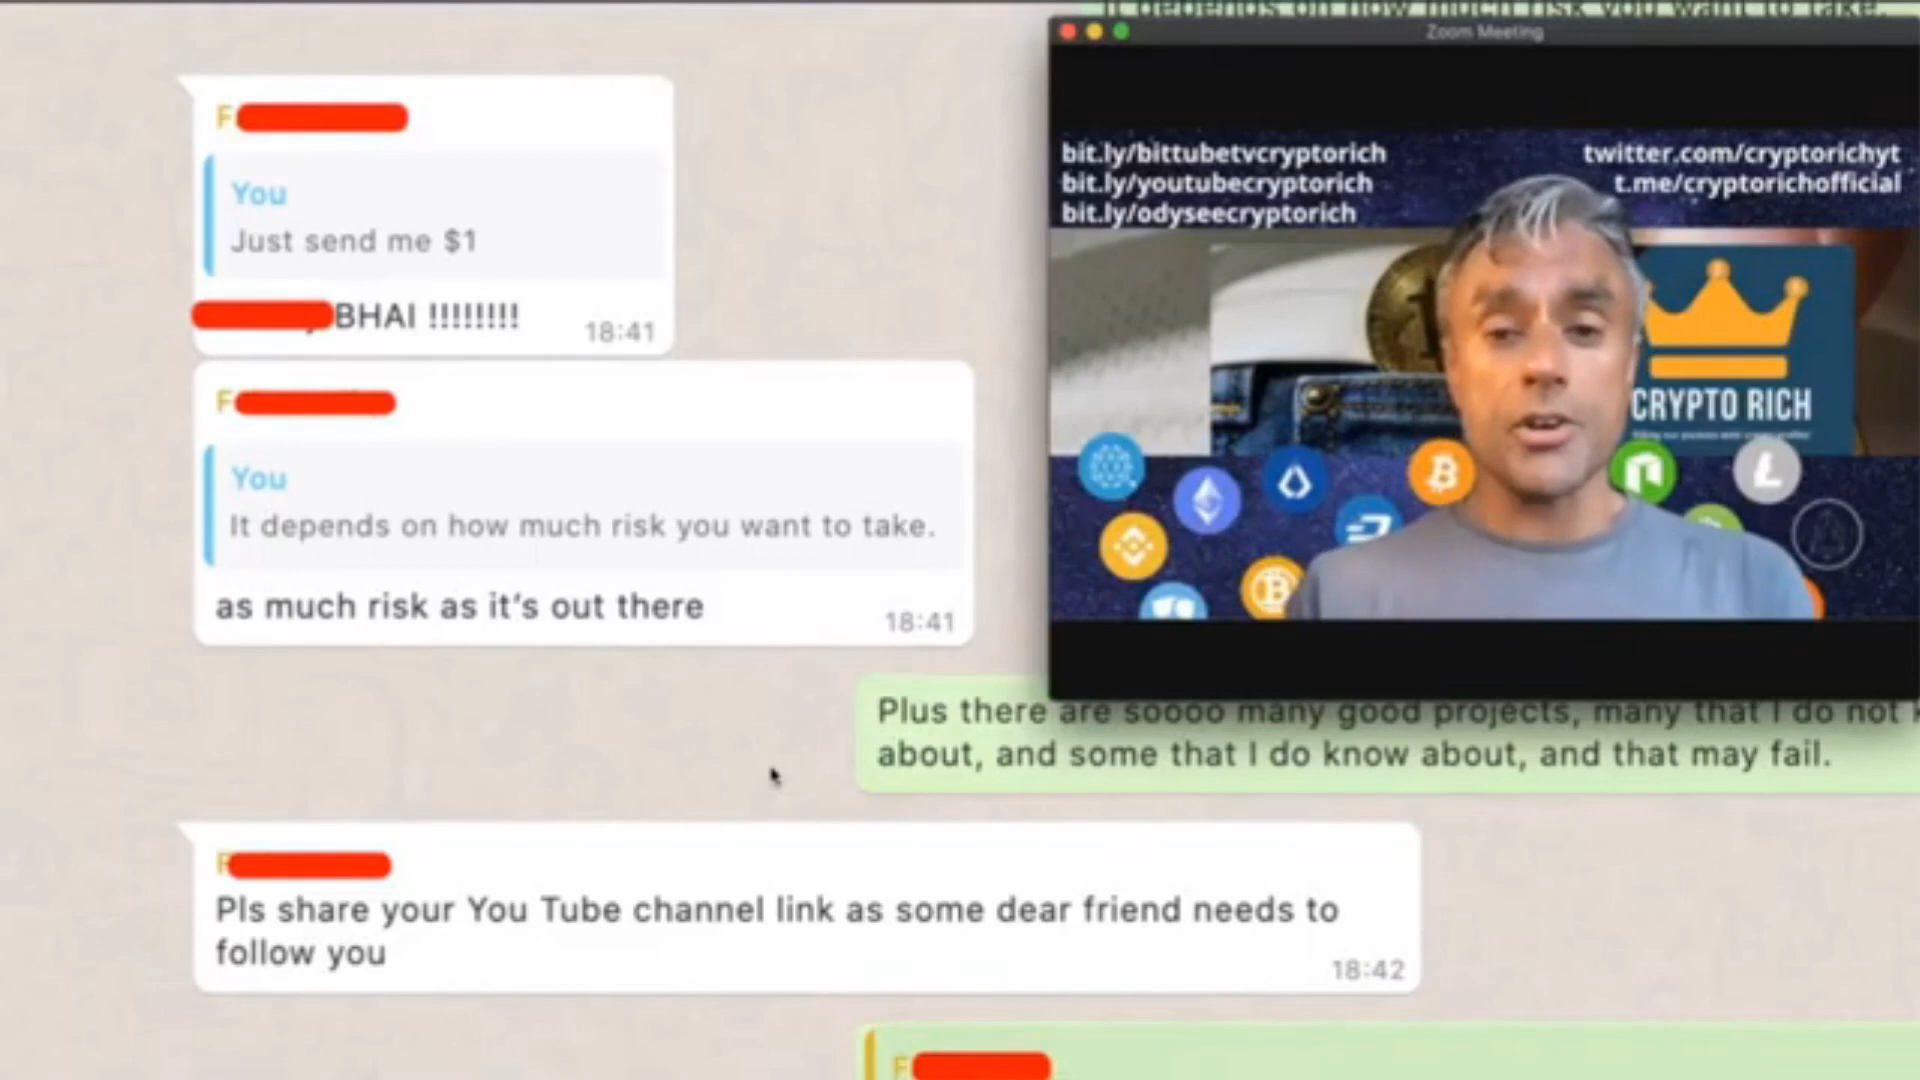 It depends on how much risk you want to take.
Zoom Meeting
F
You
Just send me $1
BHAI !!!!!!!!
18:41
F
You
It depends on how much risk you want to take.
as much risk as it's out there
18:41
bit.ly/bittubetvcryptorich
bit.ly/youtubecryptorich
bit.ly/odyseecryptorich
twitter.com/cryptorichyt
t.me/cryptorichofficial
CRYPTO RICH
Plus there are soooo many good projects, many that I do not
about, and some that I do know about, and that may fail.
F
Pls share your You Tube channel link as some dear friend needs to
follow you
18:42
F